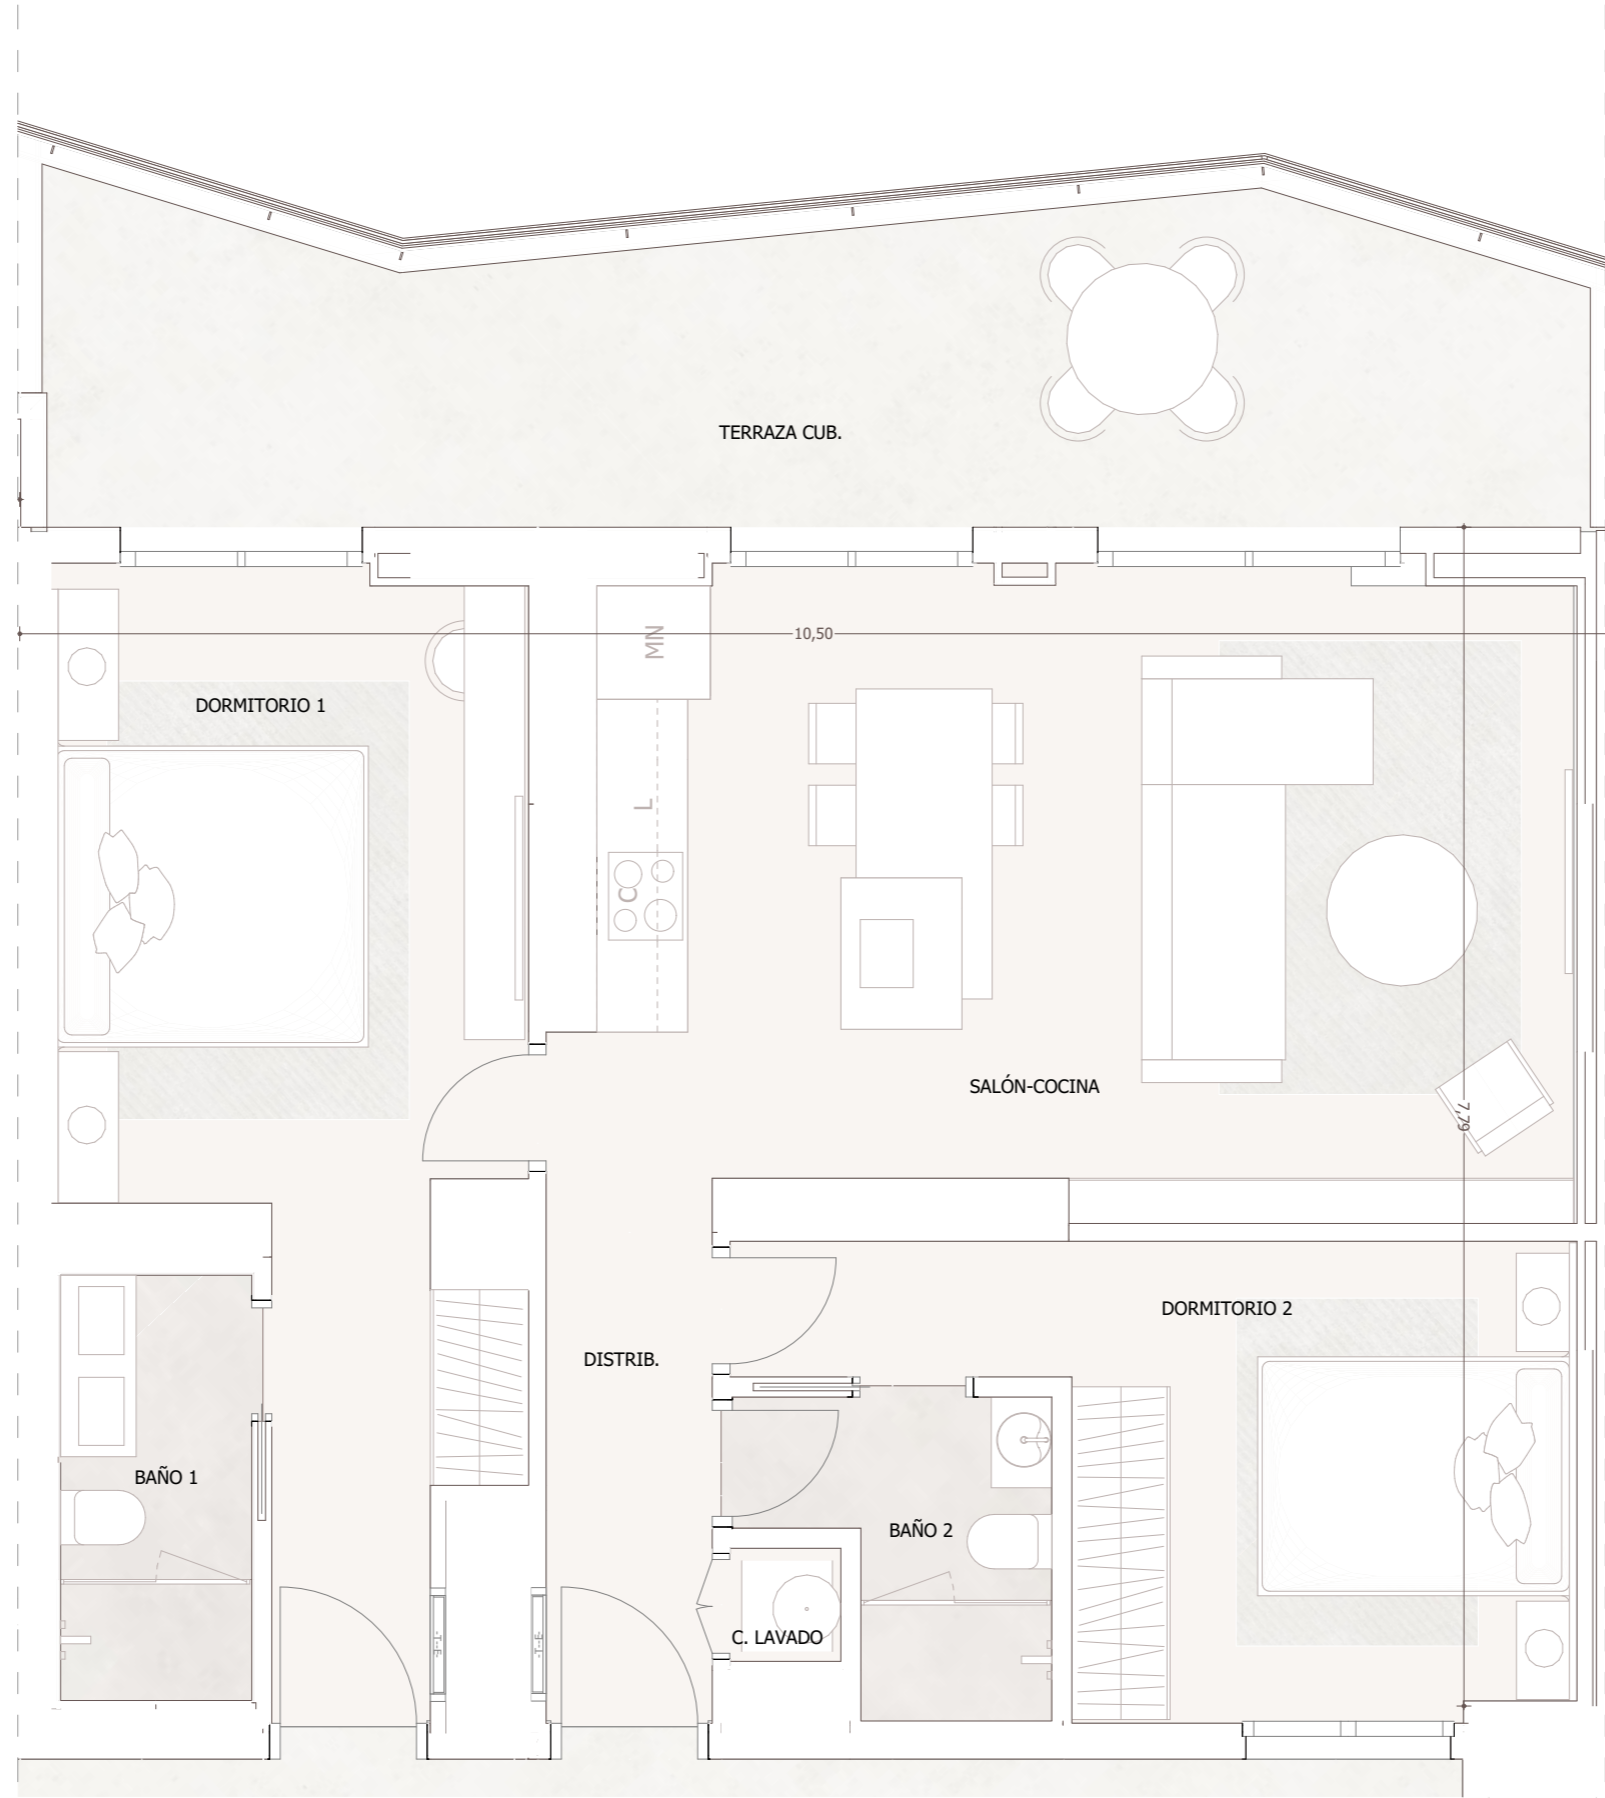 TERRAZA CUB.
10,50
MN
DORMITORIO 1
L
C
SALÓN-COCINA
7,79
DORMITORIO 2
DISTRIB.
BAÑO 1
BAÑO 2
C. LAVADO
-T-E-
-T-E-